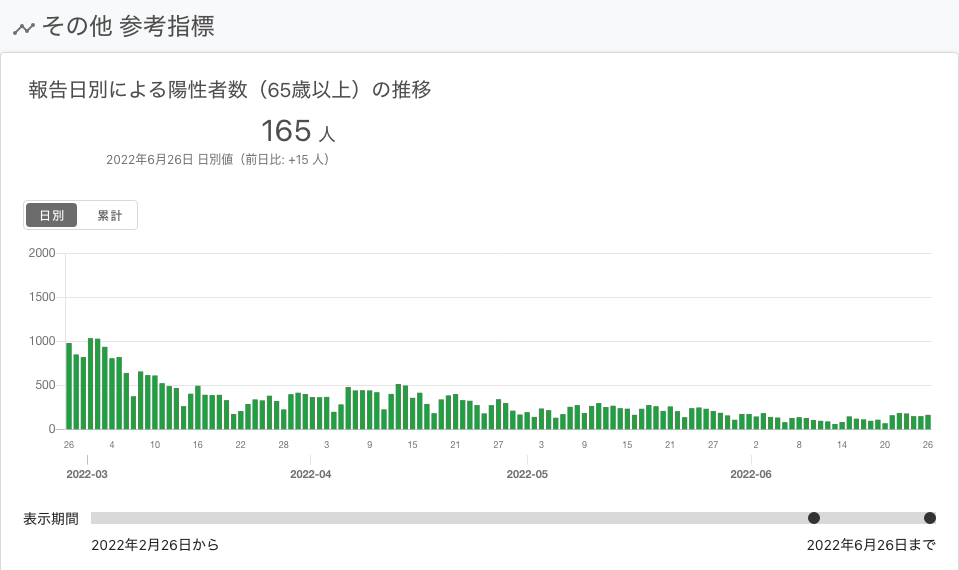 その他 参考指標
報告日別による陽性者数（65歳以上）の推移
165 人
2022年6月26日 日別値（前日比: +15 人）
日別 累計
2000
1500
1000
500
0
26 4 10 16 22 28 3 9 15 21 27 3 9 15 21 27 2 8 14 20 26
2022-03 2022-04 2022-05 2022-06
表示期間
2022年2月26日から 2022年6月26日まで